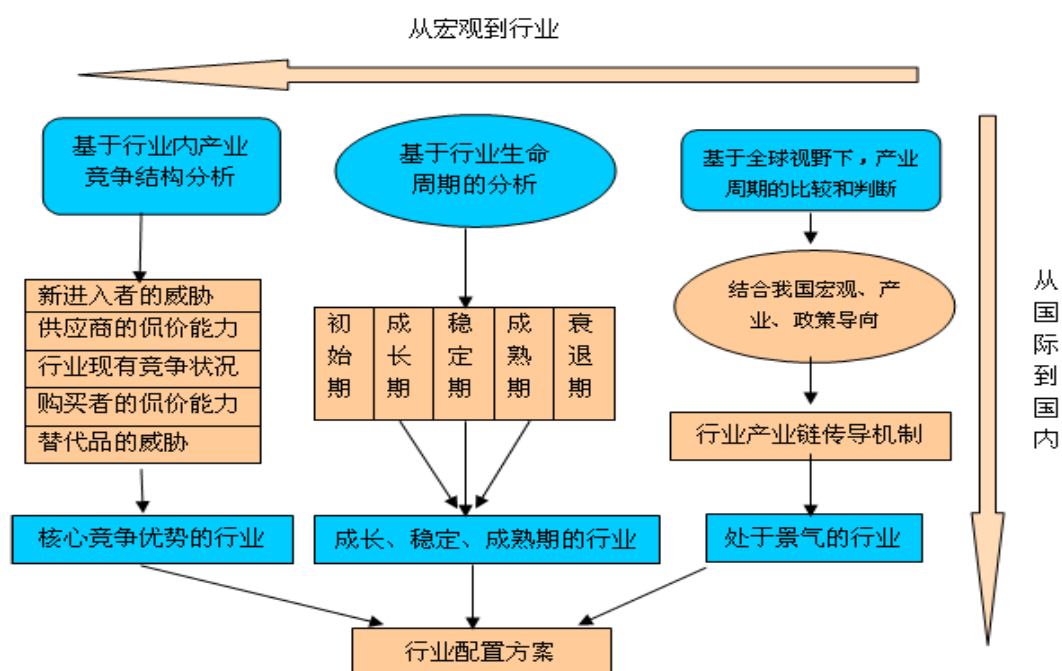 从宏观到行业
基于行业内产业
竞争结构分析
基于行业生命
周期的分析
基于全球视野下，产业
周期的比较和判断
新进入者的威胁
供应商的侃价能力
行业现有竞争状况
购买者的侃价能力
替代品的威胁
初始期
成长期
稳定期
成熟期
衰退期
结合我国宏观、产
业、政策导向
行业产业链传导机制
核心竞争优势的行业
成长、稳定、成熟期的行业
处于景气的行业
行业配置方案
从国际到国内